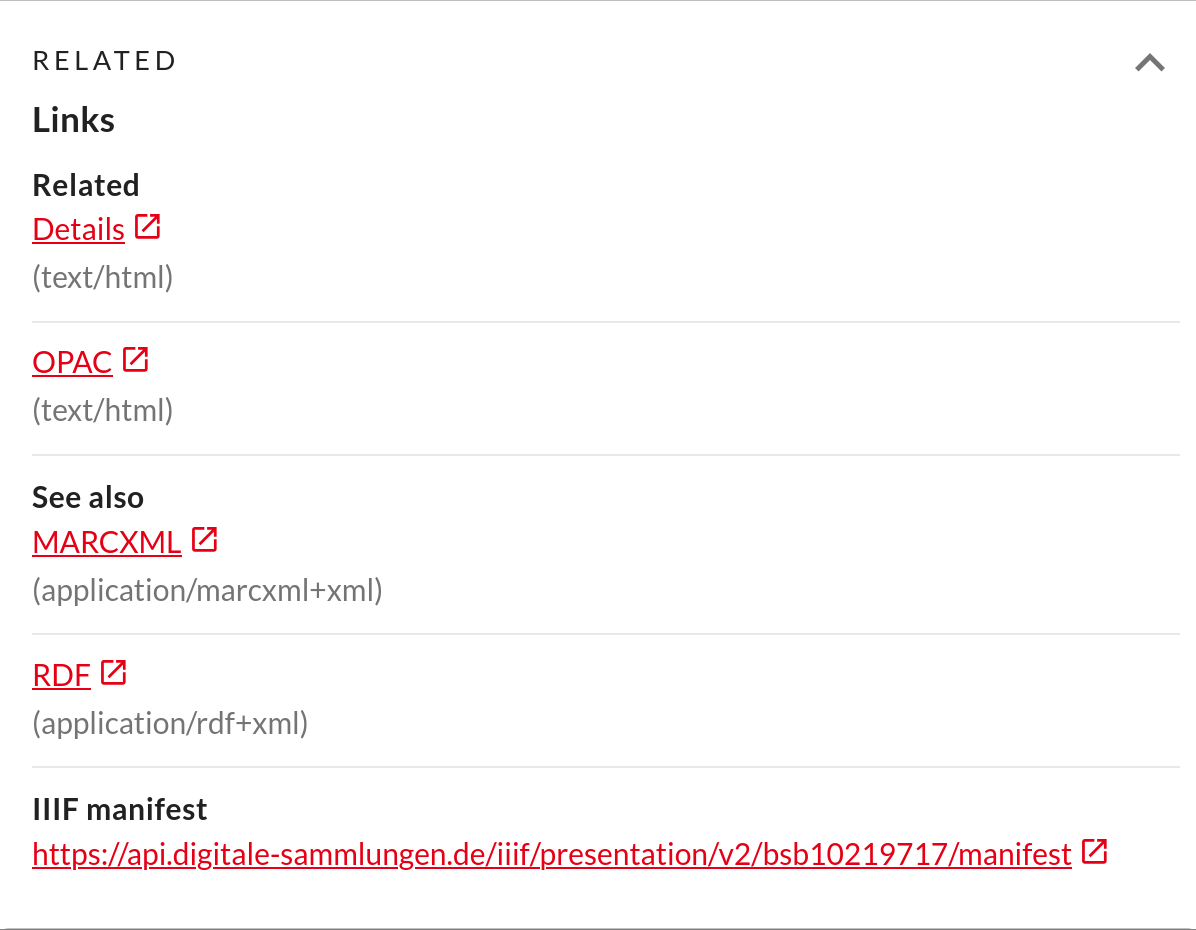 RELATED
Links
Related
Details
(text/html)
OPAC
(text/html)
See also
MARCXML
(application/marcxml+xml)
RDF
(application/rdf+xml)
IIIF manifest
https://api.digitale-sammlungen.de/iiif/presentation/v2/bsb10219717/manifest